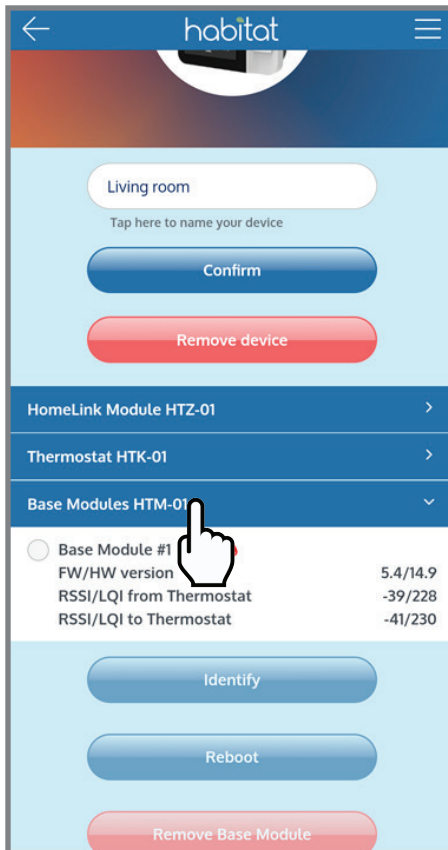 habitat
Living room
Tap here to name your device
Confirm
Remove device
HomeLink Module HTZ-01
Thermostat HTK-01
Base Modules HTM-01
Base Module #1
FW/HW version 5.4/14.9
RSSI/LQI from Thermostat -39/228
RSSI/LQI to Thermostat -41/230
Identify
Reboot
Remove Base Module